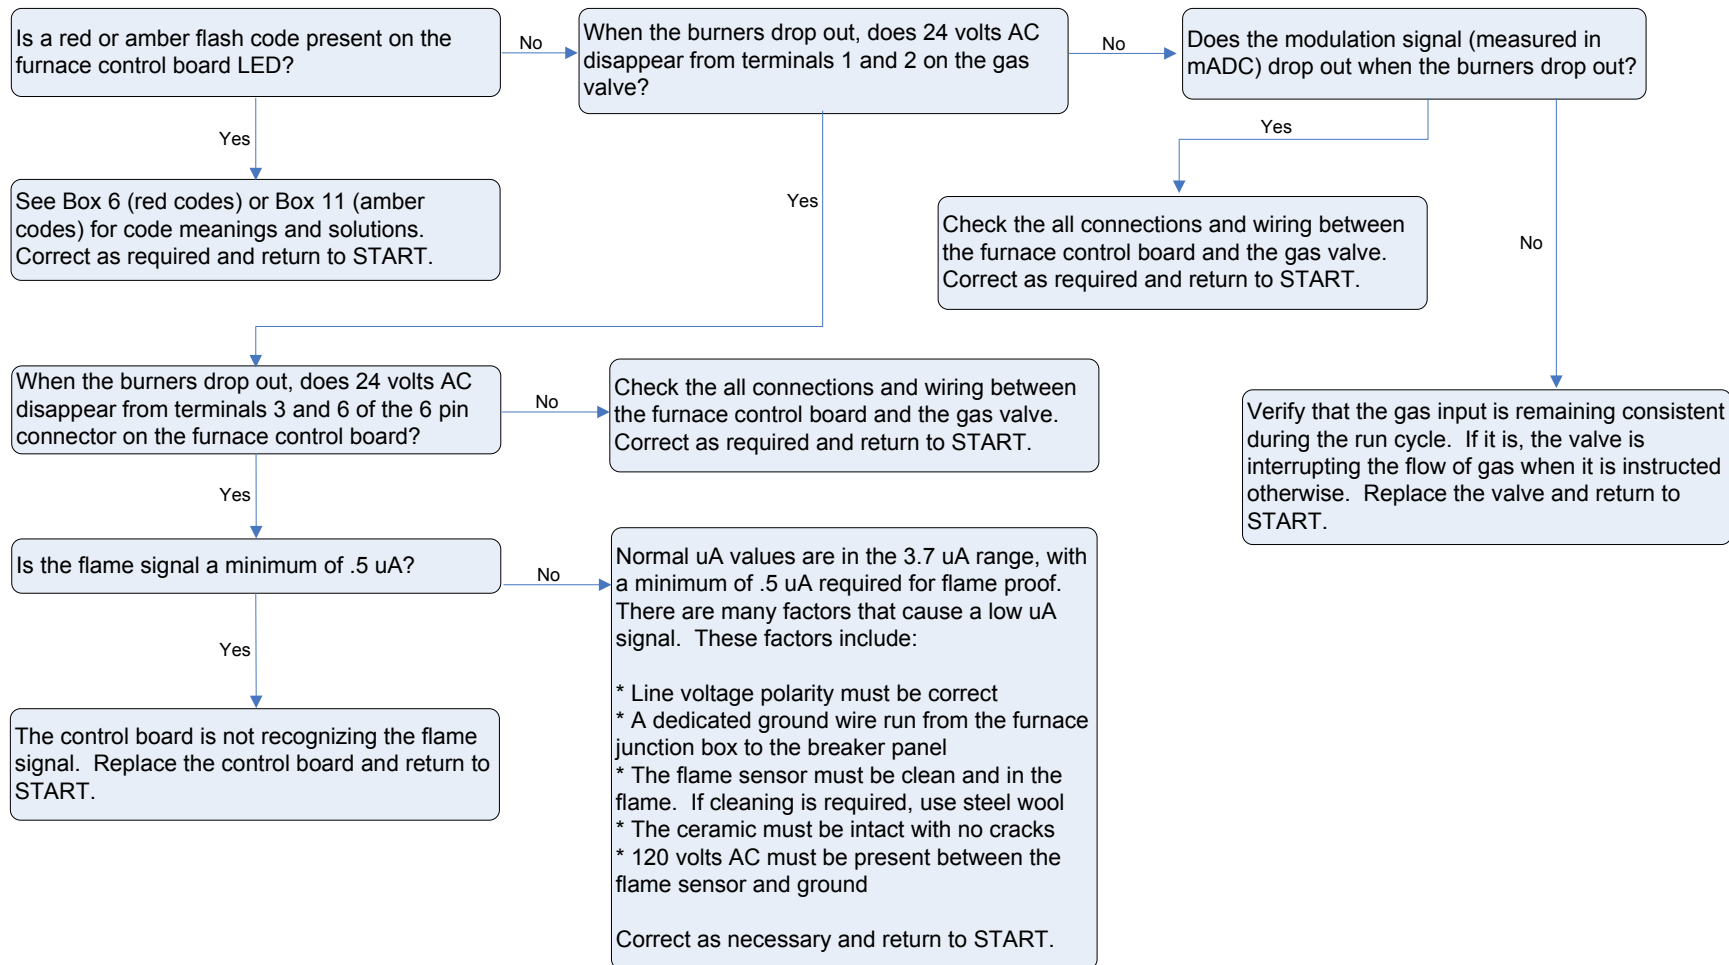 Is a red or amber flash code present on the
furnace control board LED?
No
When the burners drop out, does 24 volts AC
disappear from terminals 1 and 2 on the gas
valve?
No
Does the modulation signal (measured in
mADC) drop out when the burners drop out?
Yes
See Box 6 (red codes) or Box 11 (amber
codes) for code meanings and solutions.
Correct as required and return to START.
Yes
Yes
Check the all connections and wiring between
the furnace control board and the gas valve.
Correct as required and return to START.
No
When the burners drop out, does 24 volts AC
disappear from terminals 3 and 6 of the 6 pin
connector on the furnace control board?
No
Check the all connections and wiring between
the furnace control board and the gas valve.
Correct as required and return to START.
Verify that the gas input is remaining consistent
during the run cycle. If it is, the valve is
interrupting the flow of gas when it is instructed
otherwise. Replace the valve and return to
START.
Yes
Is the flame signal a minimum of .5 uA?
No
Normal uA values are in the 3.7 uA range, with
a minimum of .5 uA required for flame proof.
There are many factors that cause a low uA
signal. These factors include:
* Line voltage polarity must be correct
* A dedicated ground wire run from the furnace
junction box to the breaker panel
* The flame sensor must be clean and in the
flame. If cleaning is required, use steel wool
* The ceramic must be intact with no cracks
* 120 volts AC must be present between the
flame sensor and ground
Correct as necessary and return to START.
Yes
The control board is not recognizing the flame
signal. Replace the control board and return to
START.